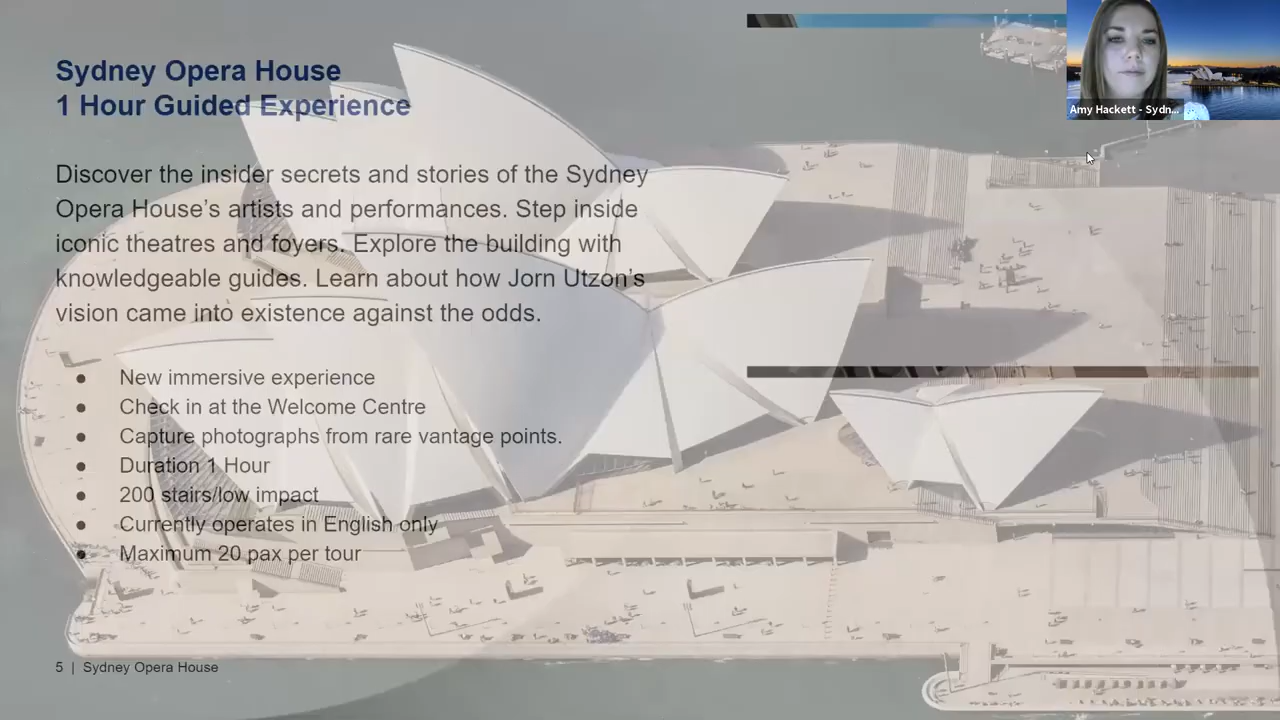 Sydney Opera House
1 Hour Guided Experience
Discover the insider secrets and stories of the Sydney
Opera House’s artists and performances. Step inside
iconic theatres and foyers. Explore the building with
knowledgeable guides. Learn about how Jorn Utzon’s
vision came into existence against the odds.
● New immersive experience
● Check in at the Welcome Centre
● Capture photographs from rare vantage points.
● Duration 1 Hour
● 200 stairs/low impact
● Currently operates in English only
● Maximum 20 pax per tour
5 | Sydney Opera House
Amy Hackett - Sydn...